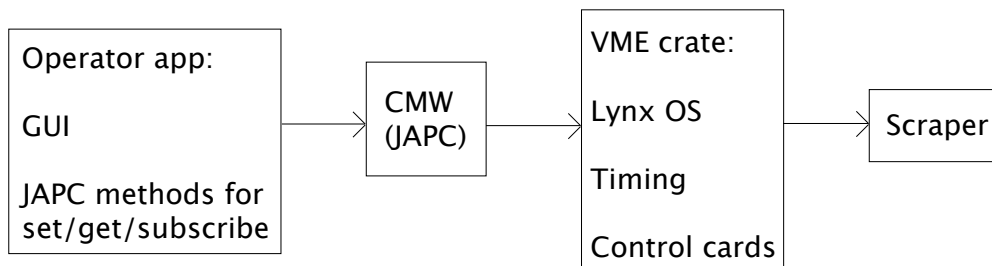 Operator app:
GUI
JAPC methods for
set/get/subscribe
CMW
(JAPC)
VME crate:
Lynx OS
Timing
Control cards
Scraper